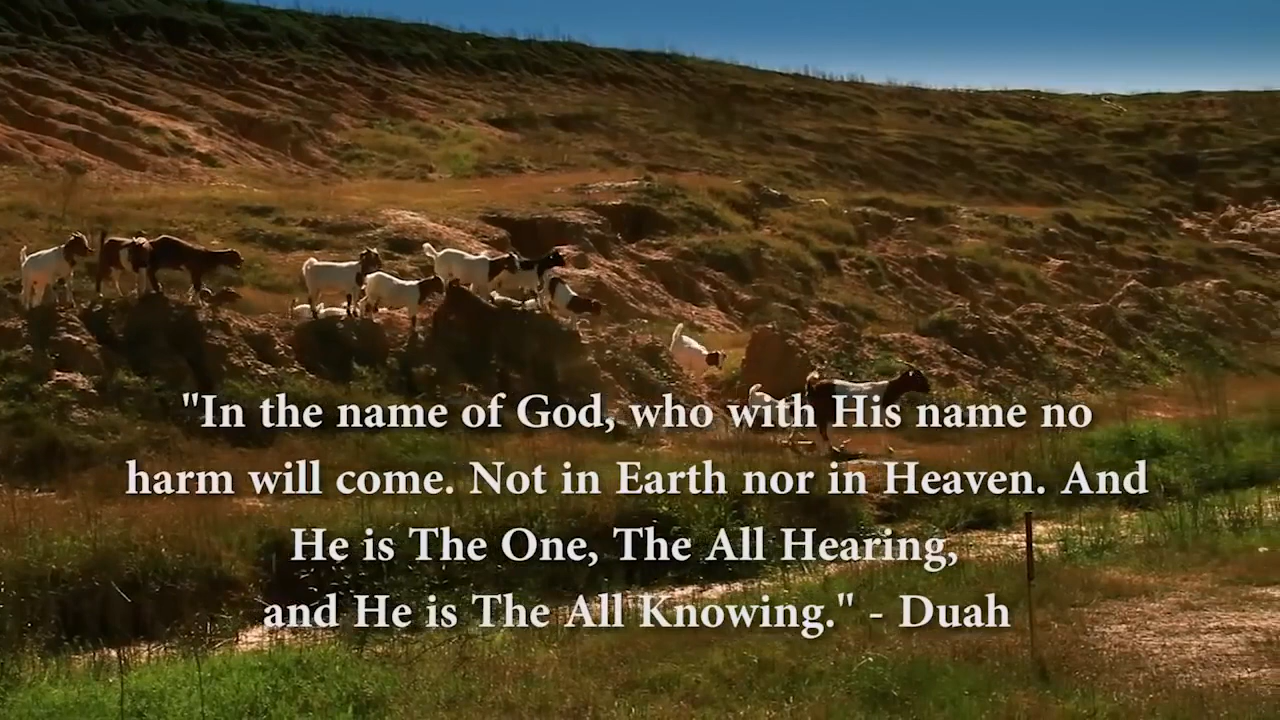 "In the name of God, who with His name no
harm will come. Not in Earth nor in Heaven. And
He is The One, The All Hearing,
and He is The All Knowing." - Duah